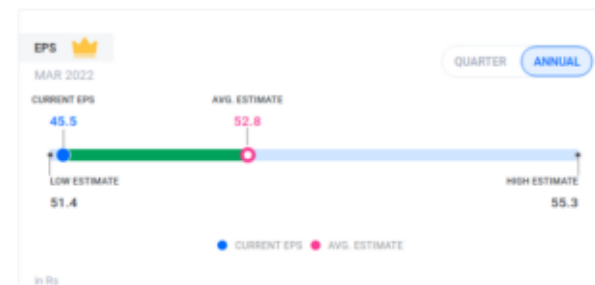 EPS
QUARTER ANNUAL
MAR 2022
CURRENT EPS AVG. ESTIMATE
45.5 52.8
LOW ESTIMATE HIGH ESTIMATE
51.4 55.3
CURRENT EPS AVG. ESTIMATE
in Rs